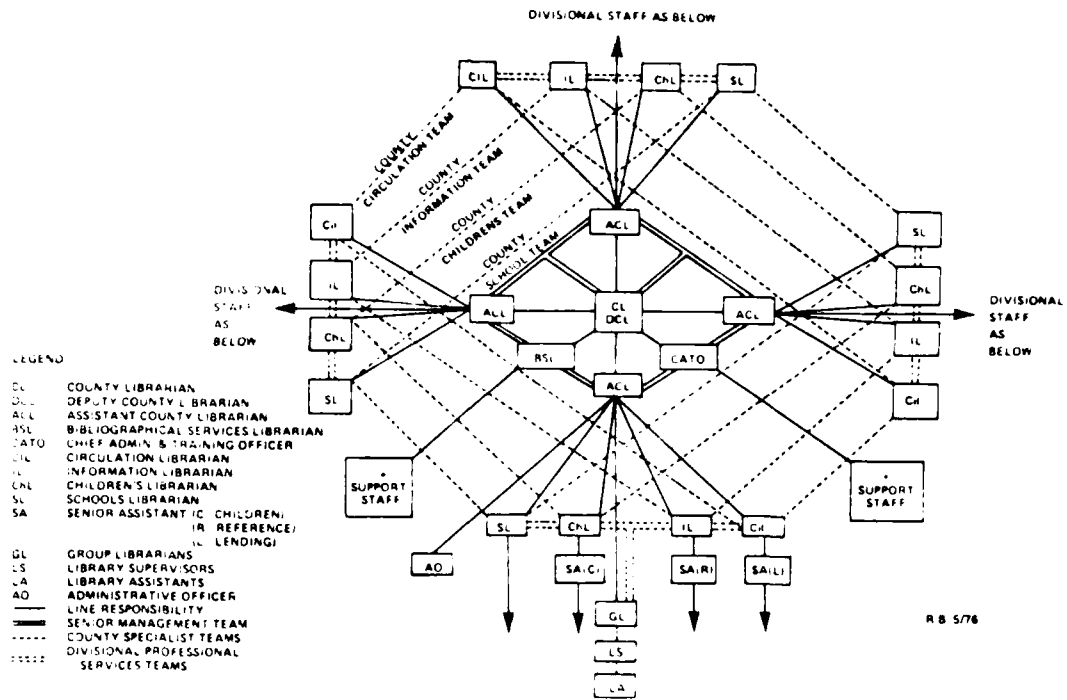 DIVISIONAL STAFF AS BELOW
CiL
IL
ChL
SL
COUNTY
CIRCULATION TEAM
COUNTY
INFORMATION TEAM
COUNTY
CHILDRENS TEAM
COUNTY
SCHOOL TEAM
CiL
IL
ChL
SL
DIVISIONAL
STAFF
AS
BELOW
ACL
ACL
CL
DCL
ACL
BSL
CATO
ACL
SL
ChL
IL
CiL
DIVISIONAL
STAFF
AS
BELOW
+
SUPPORT
STAFF
+
SUPPORT
STAFF
SL
ChL
IL
CiL
AO
SA(C)
SA(R)
SA(L)
GL
LS
LA
LEGEND
CL COUNTY LIBRARIAN
DCL DEPUTY COUNTY LIBRARIAN
ACL ASSISTANT COUNTY LIBRARIAN
BSL BIBLIOGRAPHICAL SERVICES LIBRARIAN
CATO CHIEF ADMIN & TRAINING OFFICER
CiL CIRCULATION LIBRARIAN
IL INFORMATION LIBRARIAN
ChL CHILDREN'S LIBRARIAN
SL SCHOOLS LIBRARIAN
SA SENIOR ASSISTANT (C CHILDREN)
(R REFERENCE)
(L LENDING)
GL GROUP LIBRARIANS
LS LIBRARY SUPERVISORS
LA LIBRARY ASSISTANTS
AO ADMINISTRATIVE OFFICER
LINE RESPONSIBILITY
SENIOR MANAGEMENT TEAM
COUNTY SPECIALIST TEAMS
DIVISIONAL PROFESSIONAL
SERVICES TEAMS
R B 5/76